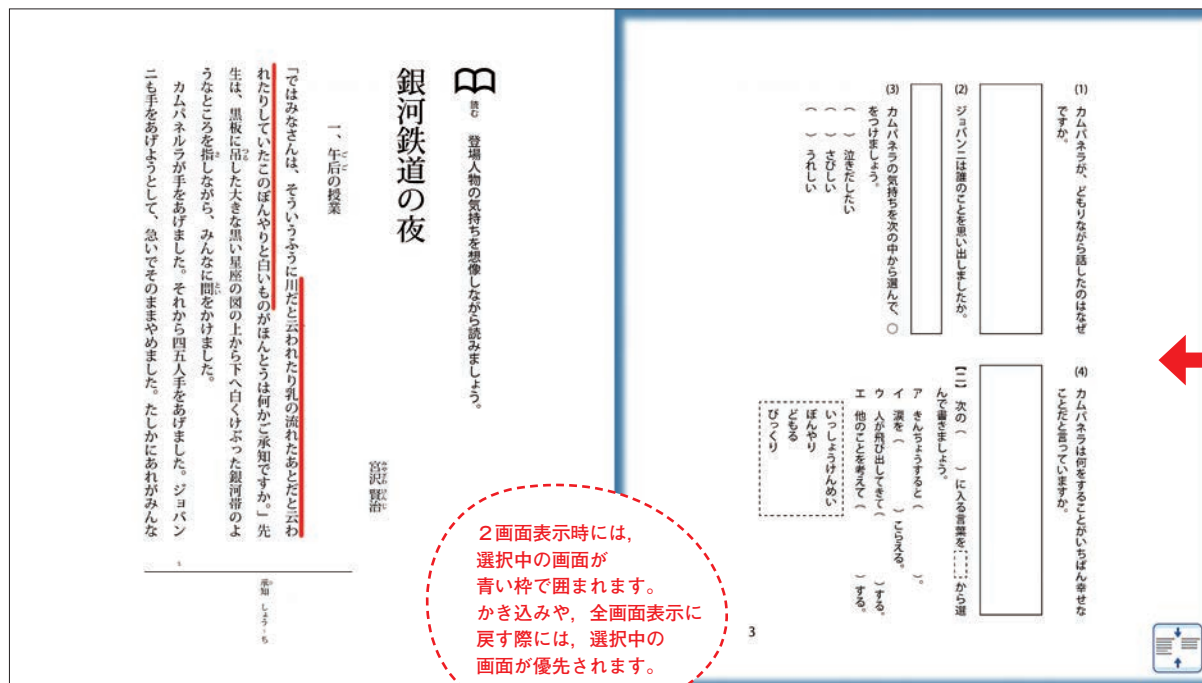 読む
登場人物の気持ちを想像しながら読みましょう。
銀河鉄道の夜
宮沢 賢治
みやざわ けんじ
一、午后の授業
ごご
「ではみなさんは、そういうふうに川だと云われたり乳の流れたあとだと云わ
れたりしていたこのぼんやりと白いものがほんとうは何かご承知ですか。」先
生は、黒板に吊した大きな黒い星座の図の上から下へ白くけぶった銀河帯のよ
つる
うなところを指しながら、みんなに問をかけました。
さ
とい
カムパネルラが手をあげました。それから四五人手をあげました。ジョバン
ニも手をあげようとして、急いでそのままやめました。たしかにあれがみんな
承知 しょう-ち
(1) カムパネラが、どもりながら話したのはなぜ
ですか。
(2) ジョバンニは誰のことを思い出しましたか。
(3) カムパネラの気持ちを次の中から選んで、○
をつけましょう。
( ) 泣きだしたい
( ) さびしい
( ) うれしい
(4) カムパネラは何をすることがいちばん幸せな
ことだと言っていますか。
【二】 次の( )に入る言葉を から選
んで書きましょう。
ア きんちょうすると( )。
イ 涙を( )こらえる。
ウ 人が飛び出してきて( )する。
エ 他のことを考えて( )する。
いっしょうけんめい
ぼんやり
どもる
びっくり
3
２画面表示時には，
選択中の画面が
青い枠で囲まれます。
かき込みや，全画面表示に
戻す際には，選択中の
画面が優先されます。